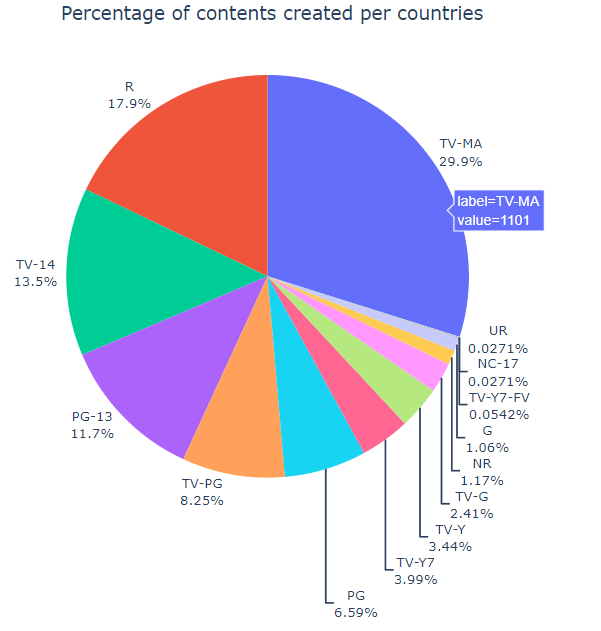 Percentage of contents created per countries
R
17.9%
TV-MA
29.9%
label=TV-MA
value=1101
TV-14
13.5%
UR
0.0271%
NC-17
0.0271%
TV-Y7-FV
0.0542%
PG-13
11.7%
G
1.06%
NR
1.17%
TV-PG
8.25%
TV-G
2.41%
TV-Y
3.44%
TV-Y7
3.99%
PG
6.59%